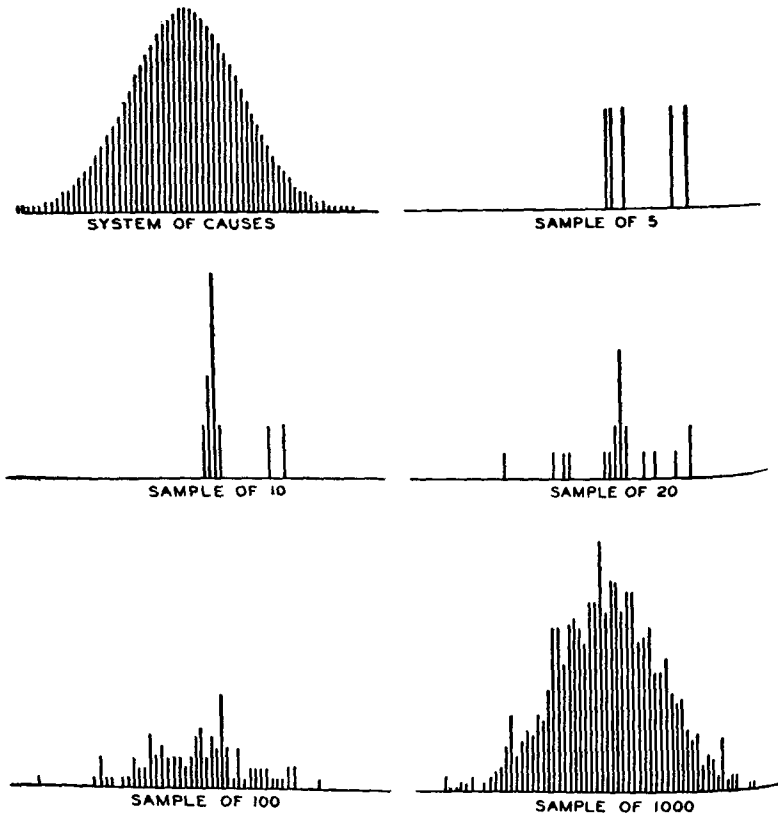 SYSTEM OF CAUSES
SAMPLE OF 5
SAMPLE OF 10
SAMPLE OF 20
SAMPLE OF 100
SAMPLE OF 1000